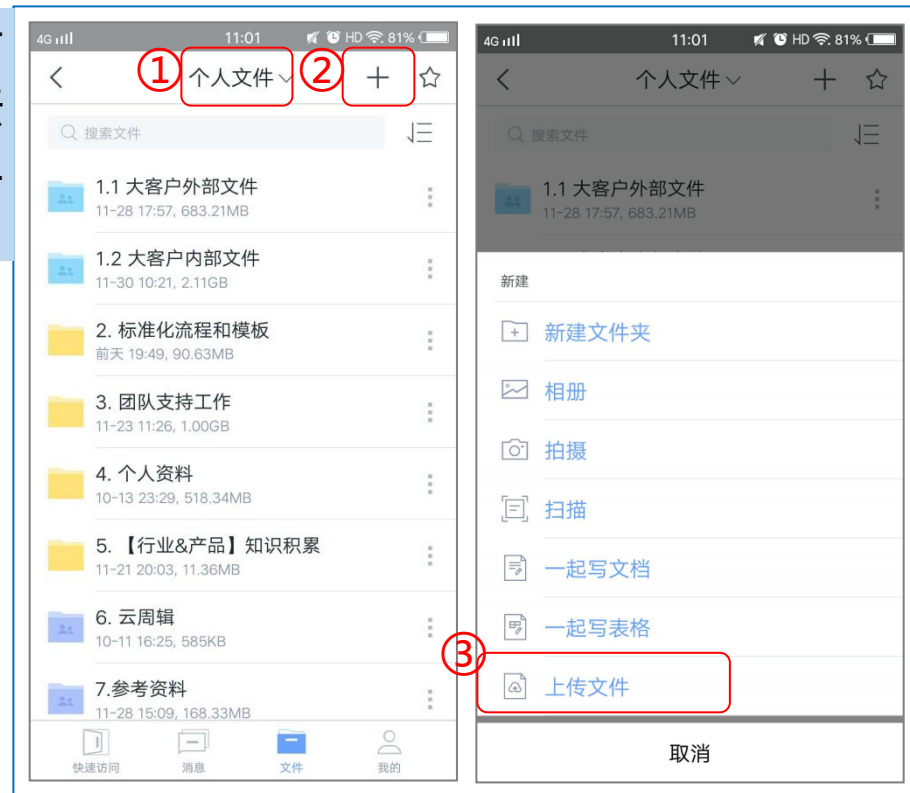 4G 11:01 HD 81%
① 个人文件 ② +
搜索文件
1.1 大客户外部文件
11-28 17:57, 683.21MB
1.2 大客户内部文件
11-30 10:21, 2.11GB
2. 标准化流程和模板
前天 19:49, 90.63MB
3. 团队支持工作
11-23 11:26, 1.00GB
4. 个人资料
10-13 23:29, 518.34MB
5. 【行业&产品】知识积累
11-21 20:03, 11.36MB
6. 云周辑
10-11 16:25, 585KB
7.参考资料
11-28 15:09, 168.33MB
快速访问 消息 文件 我的
4G 11:01 HD 81%
个人文件 +
搜索文件
1.1 大客户外部文件
11-28 17:57, 683.21MB
新建
新建文件夹
相册
拍摄
扫描
一起写文档
一起写表格
③ 上传文件
取消